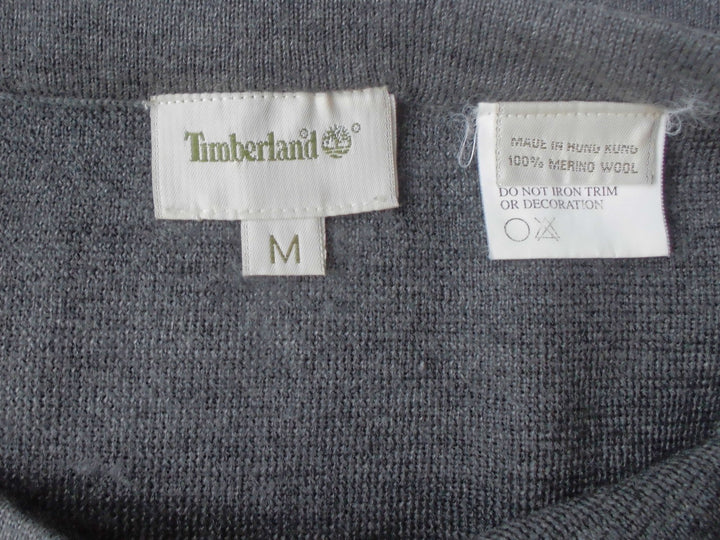 Timberland®
M
MADE IN HONG KONG
100% MERINO WOOL
DO NOT IRON TRIM
OR DECORATION